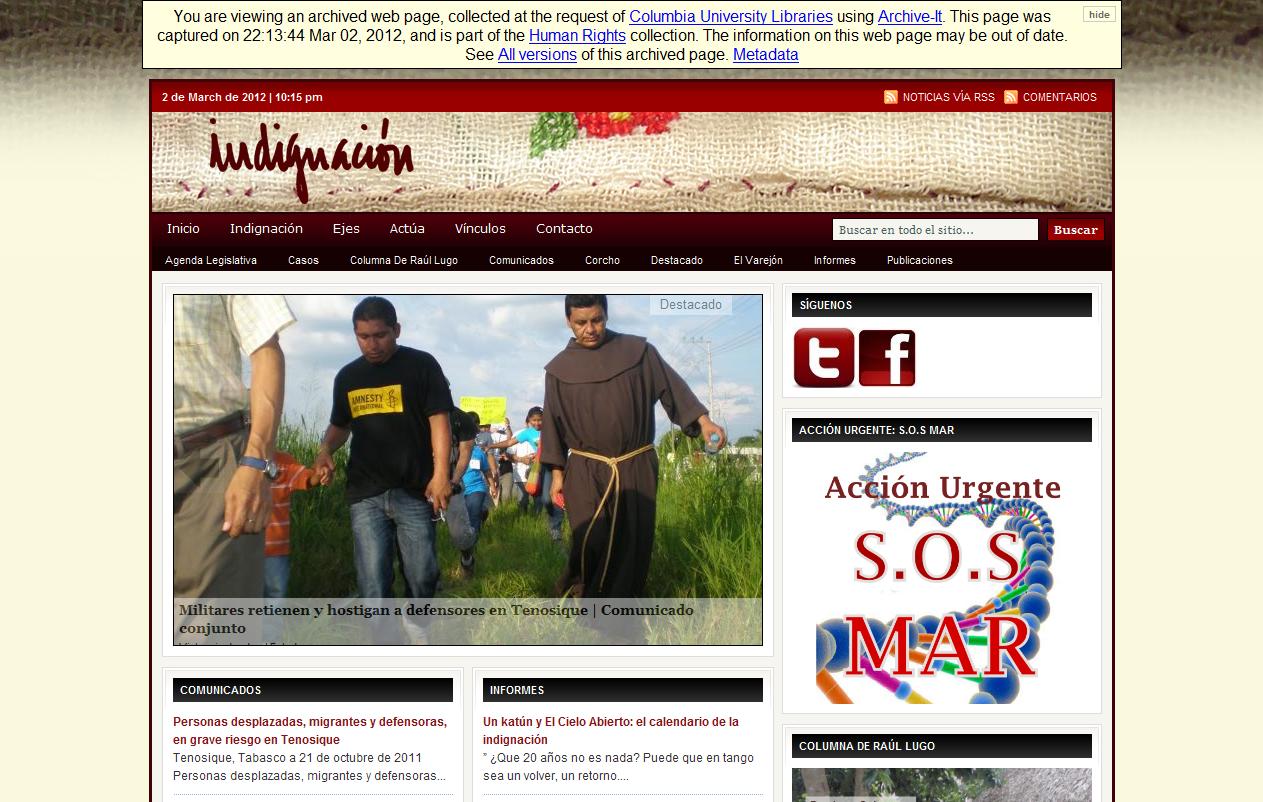 You are viewing an archived web page, collected at the request of Columbia University Libraries using Archive-It. This page was
hide
captured on 22:13:44 Mar 02, 2012, and is part of the Human Rights collection. The information on this web page may be out of date.
See All versions of this archived page. Metadata
2 de March de 2012 | 10:15 pm
NOTICIAS VÍA RSS
COMENTARIOS
indignación
Inicio
Indignación
Ejes
Actúa
Vínculos
Contacto
Buscar en todo el sitio...
Buscar
Agenda Legislativa
Casos
Columna De Raúl Lugo
Comunicados
Corcho
Destacado
El Varejón
Informes
Publicaciones
Destacado
AMNESTY
INTERNATIONAL
Militares retienen y hostigan a defensores en Tenosique | Comunicado
conjunto
SÍGUENOS
t f
ACCIÓN URGENTE: S.O.S MAR
Acción Urgente
S.O.S
MAR
COMUNICADOS
Personas desplazadas, migrantes y defensoras,
en grave riesgo en Tenosique
Tenosique, Tabasco a 21 de octubre de 2011
Personas desplazadas, migrantes y defensoras...
INFORMES
Un katún y El Cielo Abierto: el calendario de la
indignación
" ¿Que 20 años no es nada? Puede que en tango
sea un volver, un retorno....
COLUMNA DE RAÚL LUGO